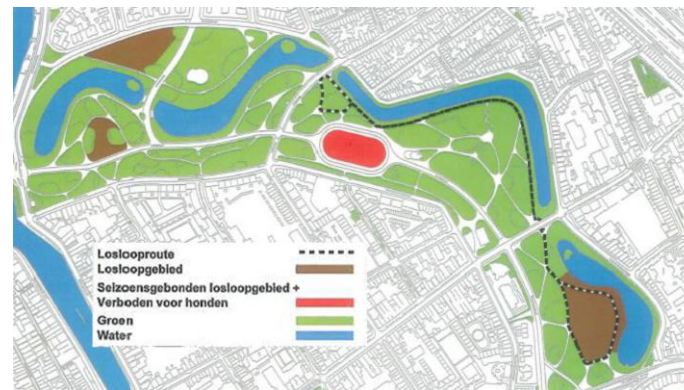 Loslooproute
Losloopgebied
Seizoensgebonden losloopgebied +
Verboden voor honden
Groen
Water